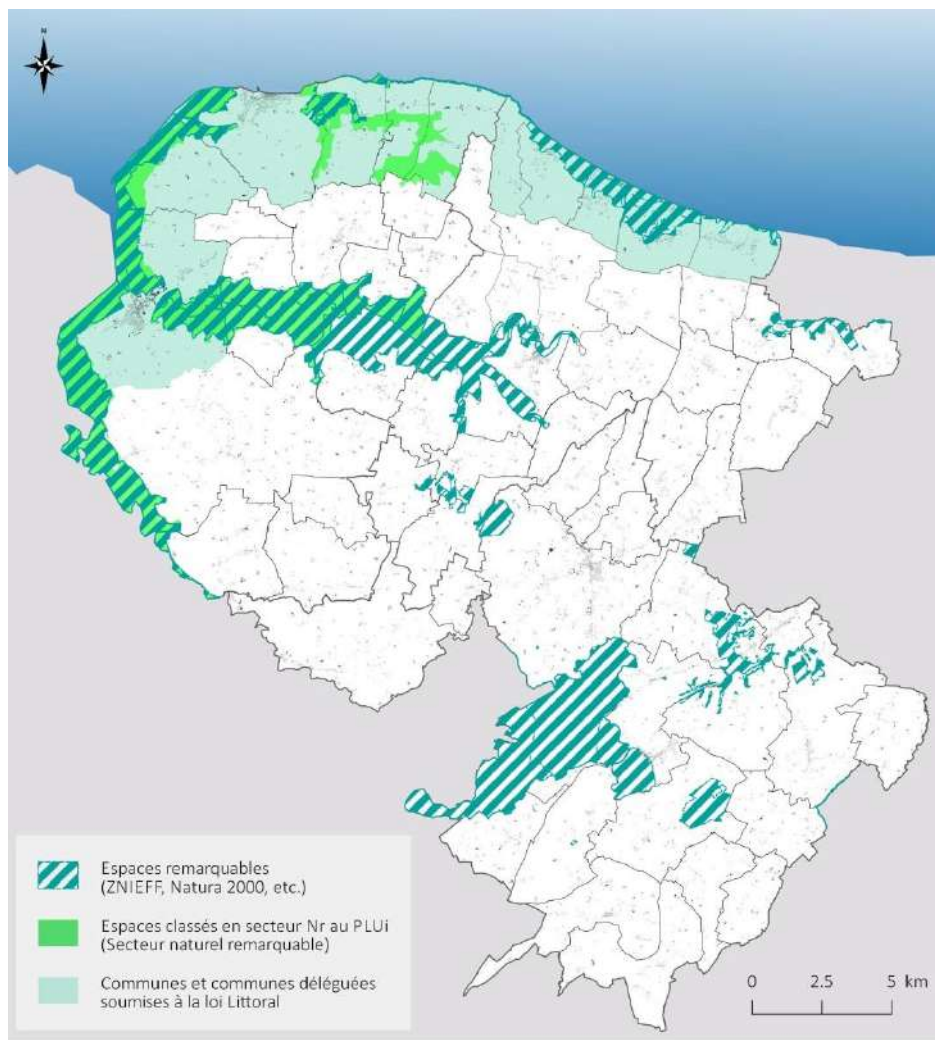 N
Espaces remarquables
(ZNIEFF, Natura 2000, etc.)
Espaces classés en secteur Nr au PLUi
(Secteur naturel remarquable)
Communes et communes déléguées
soumises à la loi Littoral
0 2.5 5 km